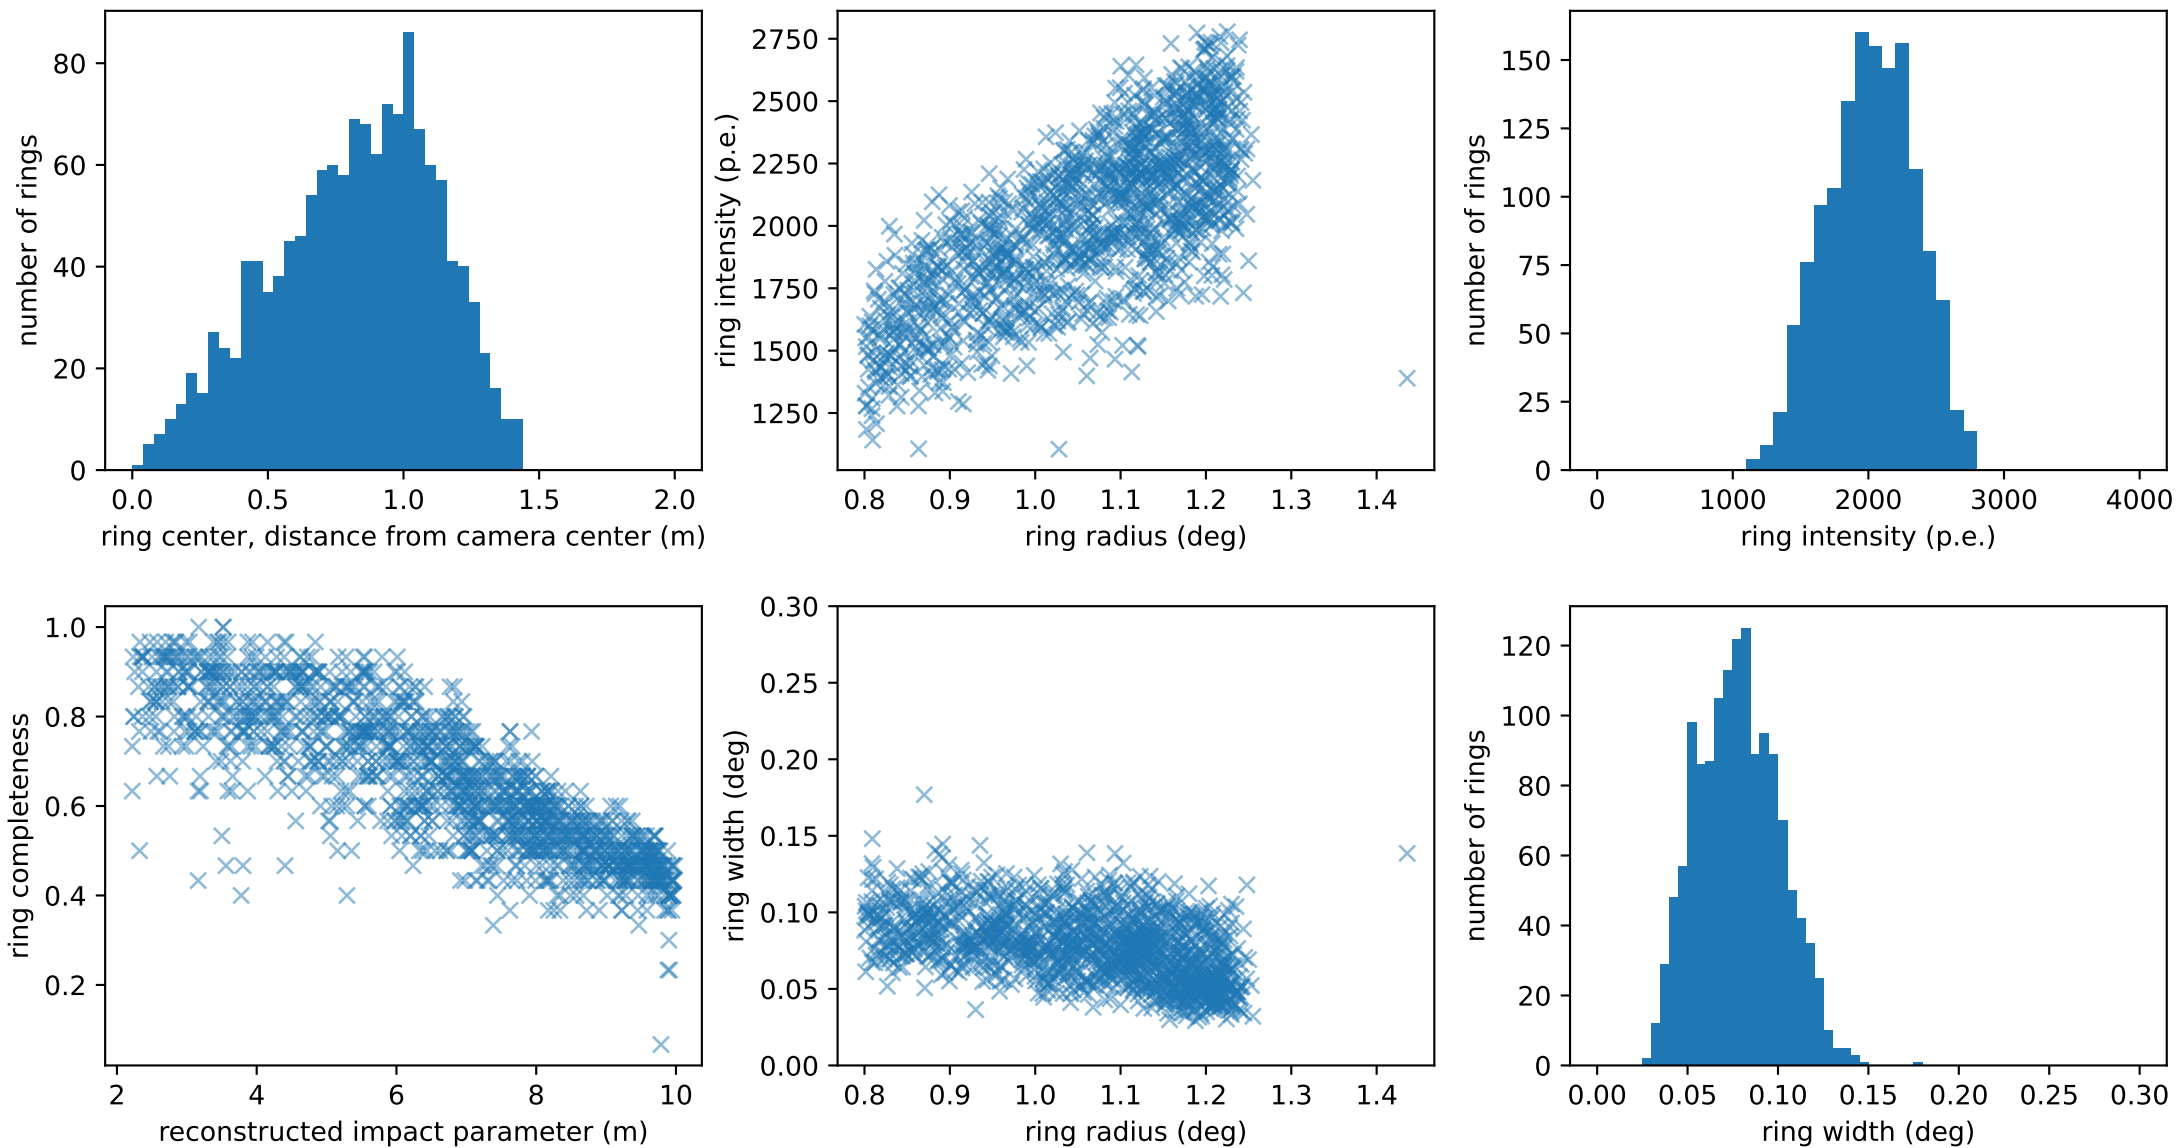 80
60
40
20
0
number of rings
0.0 0.5 1.0 1.5 2.0
ring center, distance from camera center (m)
2750
2500
2250
2000
1750
1500
1250
ring intensity (p.e.)
0.8 0.9 1.0 1.1 1.2 1.3 1.4
ring radius (deg)
150
125
100
75
50
25
0
number of rings
0 1000 2000 3000 4000
ring intensity (p.e.)
1.0
0.8
0.6
0.4
0.2
ring completeness
2 4 6 8 10
reconstructed impact parameter (m)
0.30
0.25
0.20
0.15
0.10
0.05
0.00
ring width (deg)
0.8 0.9 1.0 1.1 1.2 1.3 1.4
ring radius (deg)
120
100
80
60
40
20
0
number of rings
0.00 0.05 0.10 0.15 0.20 0.25 0.30
ring width (deg)